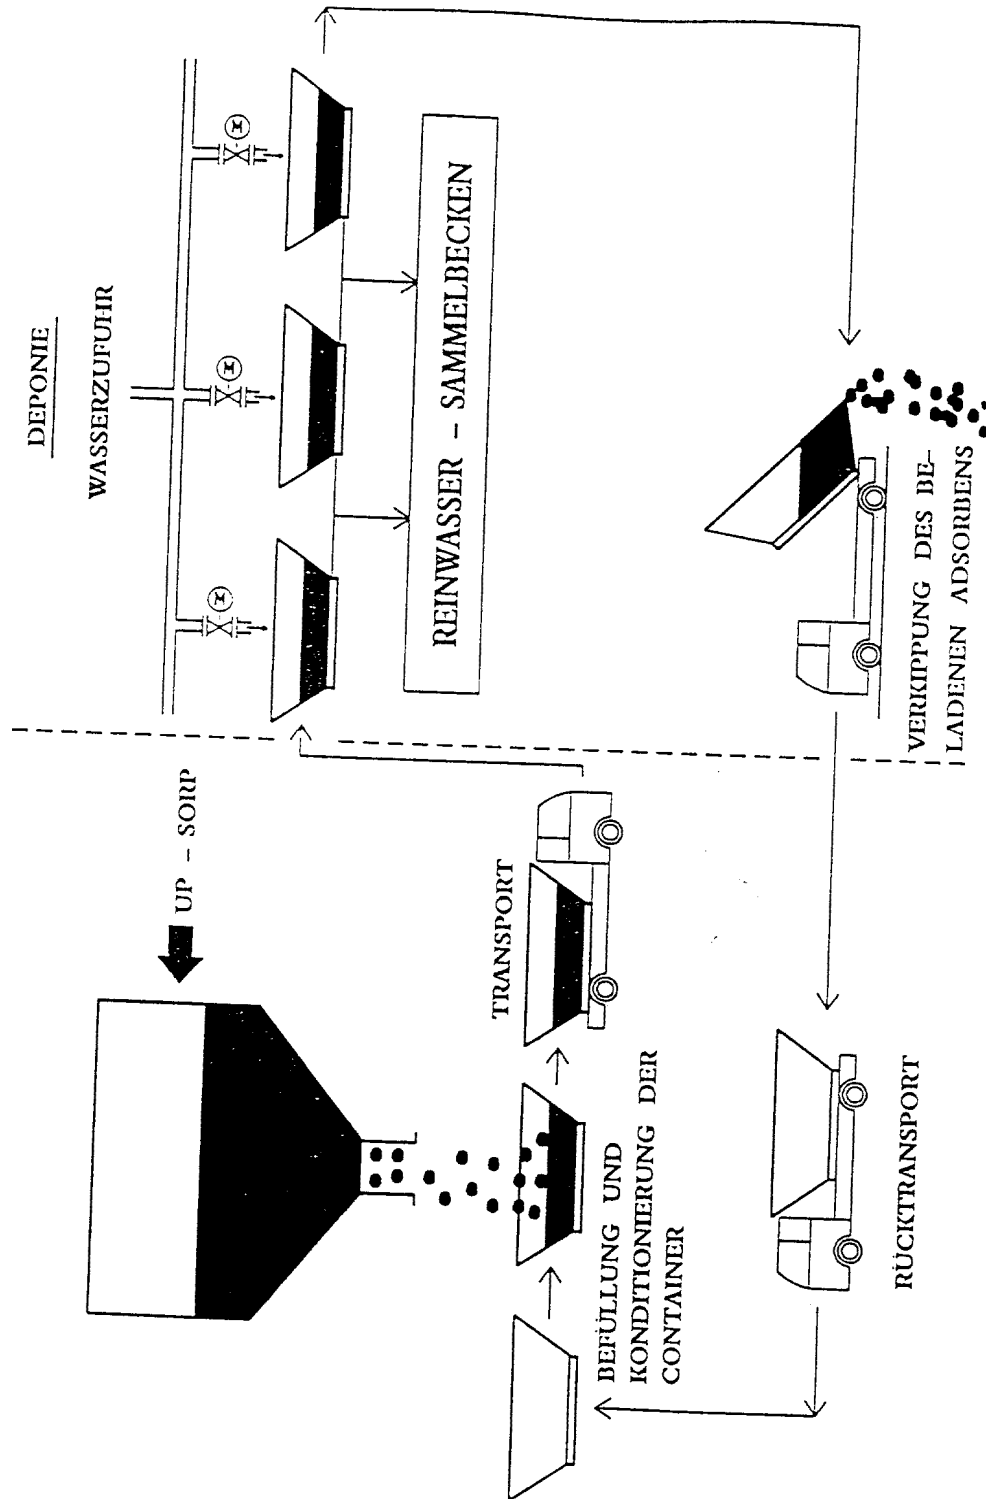 UP – SORP
DEPONIE
WASSERZUFUHR
M
M
M
REINWASSER – SAMMELBECKEN
TRANSPORT
BEFÜLLUNG UND
KONDITIONIERUNG DER
CONTAINER
VERKIPPUNG DES BE–
LADENEN ADSORBENS
RÜCKTRANSPORT